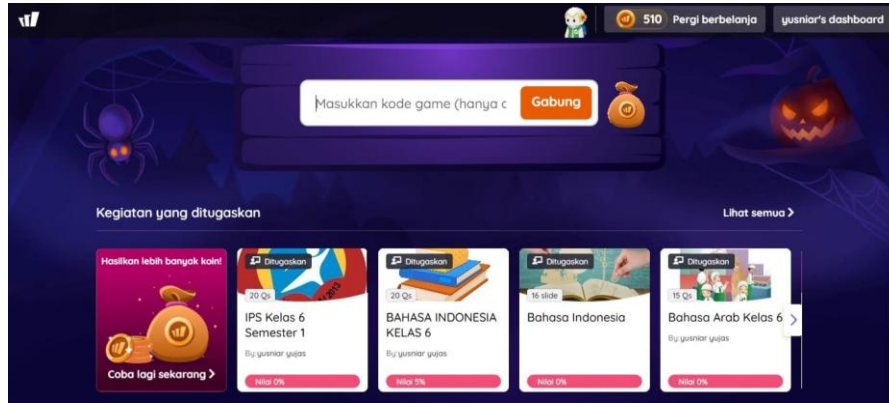 510 Pergi berbelanja
yusniar's dashboard
Masukkan kode game (hanya
Gabung
Kegiatan yang ditugaskan
Lihat semua
Hasilkan lebih banyak koin!
Coba lagi sekarang
Ditugaskan
2013
20 Qs
IPS Kelas 6
Semester 1
By: yusniar yujas
Nilai 0%
Ditugaskan
20 Qs
BAHASA INDONESIA
KELAS 6
By: yusniar yujas
Nilai 5%
Ditugaskan
16 slide
Bahasa Indonesia
Nilai 0%
Ditugaskan
15 Qs
Bahasa Arab Kelas 6
By: yusniar yujas
Nilai 0%